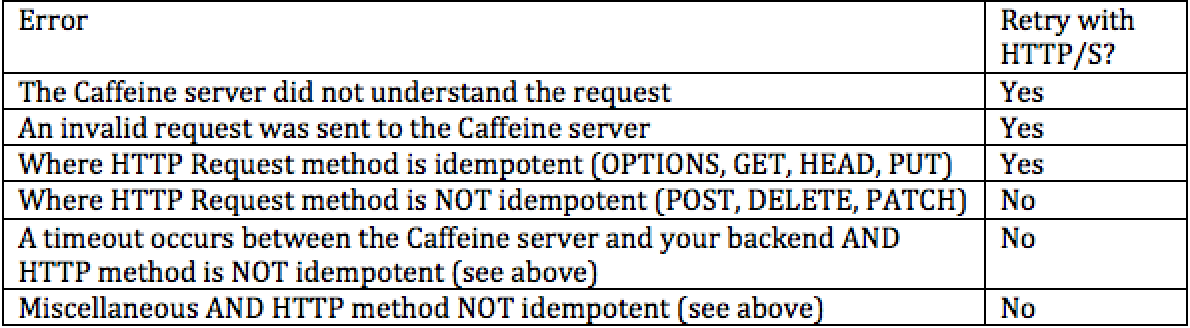 Error
Retry with
HTTP/S?
The Caffeine server did not understand the request
Yes
An invalid request was sent to the Caffeine server
Yes
Where HTTP Request method is idempotent (OPTIONS, GET, HEAD, PUT)
Yes
Where HTTP Request method is NOT idempotent (POST, DELETE, PATCH)
No
A timeout occurs between the Caffeine server and your backend AND
HTTP method is NOT idempotent (see above)
No
Miscellaneous AND HTTP method NOT idempotent (see above)
No